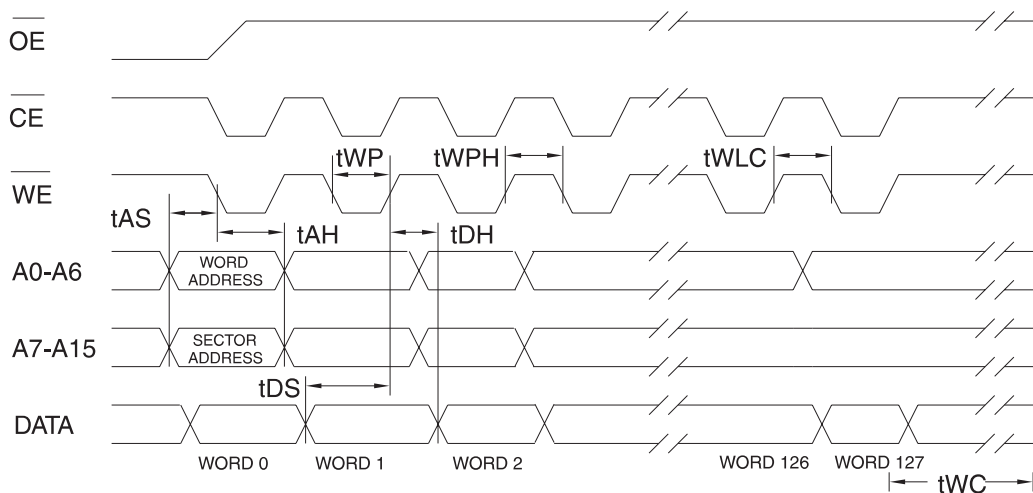 OE
CE
tWP
tWPH
tWLC
WE
tAS
tAH
tDH
A0-A6
WORD
ADDRESS
A7-A15
SECTOR
ADDRESS
tDS
DATA
WORD 0
WORD 1
WORD 2
WORD 126
WORD 127
tWC